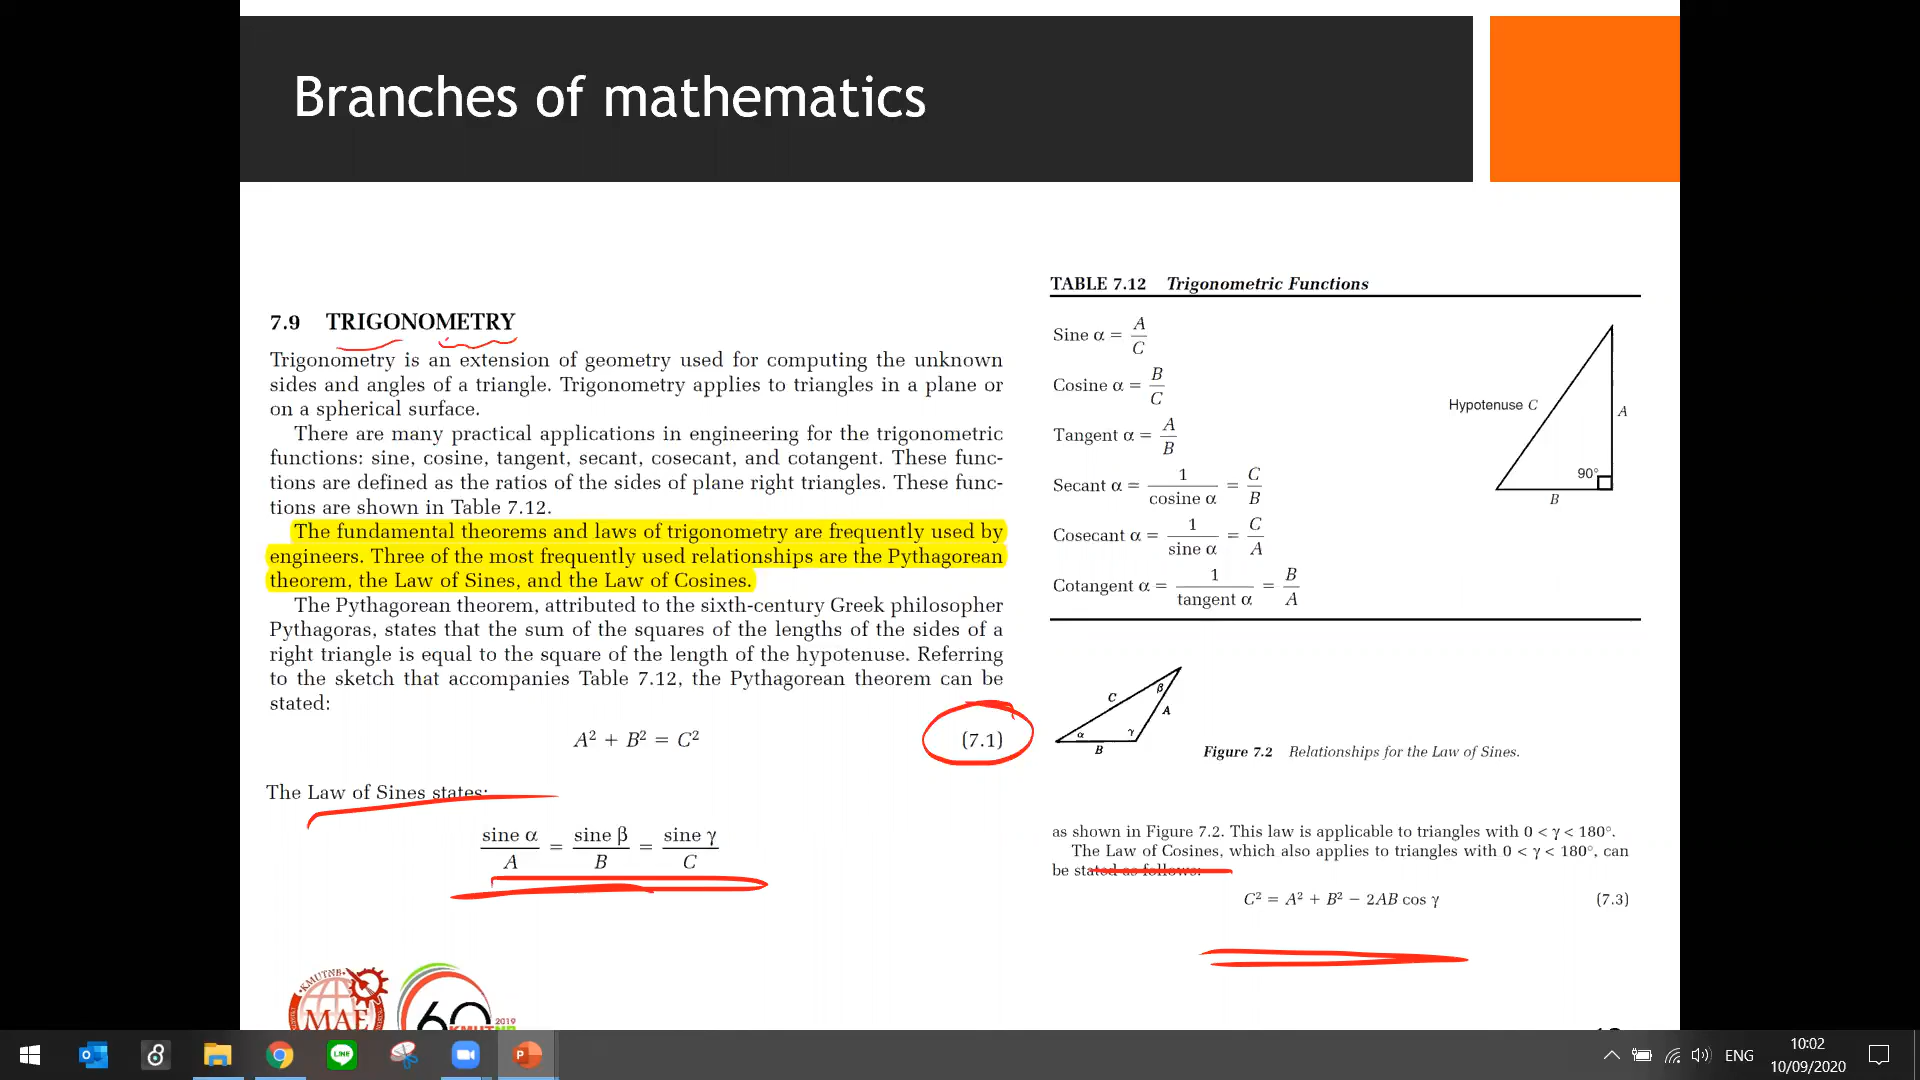 Branches of mathematics
7.9 TRIGONOMETRY
Trigonometry is an extension of geometry used for computing the unknown
sides and angles of a triangle. Trigonometry applies to triangles in a plane or
on a spherical surface.
There are many practical applications in engineering for the trigonometric
functions: sine, cosine, tangent, secant, cosecant, and cotangent. These func-
tions are defined as the ratios of the sides of plane right triangles. These func-
tions are shown in Table 7.12.
The fundamental theorems and laws of trigonometry are frequently used by
engineers. Three of the most frequently used relationships are the Pythagorean
theorem, the Law of Sines, and the Law of Cosines.
The Pythagorean theorem, attributed to the sixth-century Greek philosopher
Pythagoras, states that the sum of the squares of the lengths of the sides of a
right triangle is equal to the square of the length of the hypotenuse. Referring
to the sketch that accompanies Table 7.12, the Pythagorean theorem can be
stated:
A² + B² = C² (7.1)
The Law of Sines states:
sine α / A = sine β / B = sine γ / C
TABLE 7.12 Trigonometric Functions
Sine α = A / C
Cosine α = B / C
Tangent α = A / B
Secant α = 1 / cosine α = C / B
Cosecant α = 1 / sine α = C / A
Cotangent α = 1 / tangent α = B / A
Hypotenuse C
A
90°
B
C
β
A
α
γ
B
Figure 7.2 Relationships for the Law of Sines.
as shown in Figure 7.2. This law is applicable to triangles with 0 < γ < 180°.
The Law of Cosines, which also applies to triangles with 0 < γ < 180°, can
be stated as follows:
C² = A² + B² − 2AB cos γ (7.3)
KMUTNB
MAE
60
2019
KMUTNB
LINE
ENG
10:02
10/09/2020